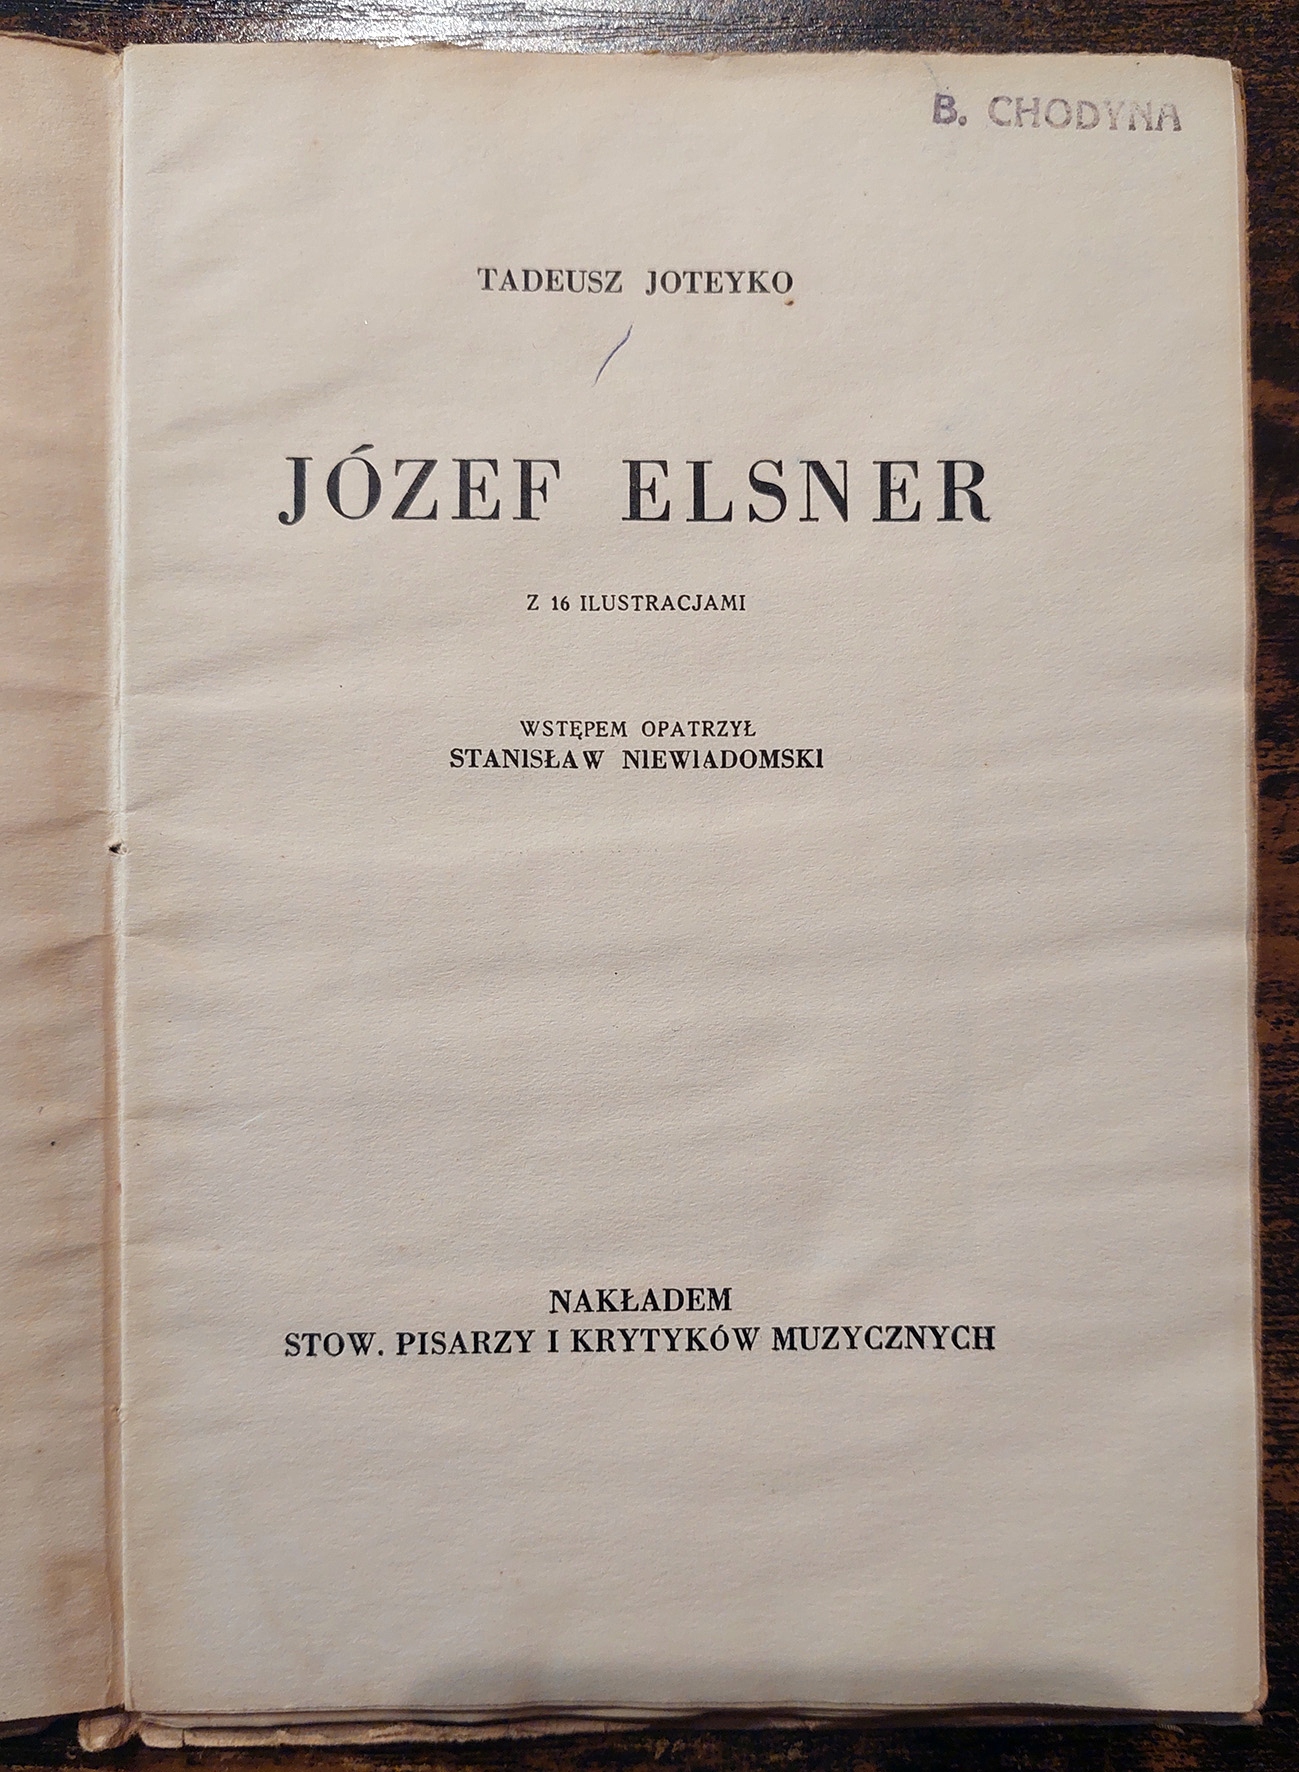 B. CHODYNA
TADEUSZ JOTEYKO
JÓZEF ELSNER
Z 16 ILUSTRACJAMI
WSTĘPEM OPATRZYŁ
STANISŁAW NIEWIADOMSKI
NAKŁADEM
STOW. PISARZY I KRYTYKÓW MUZYCZNYCH